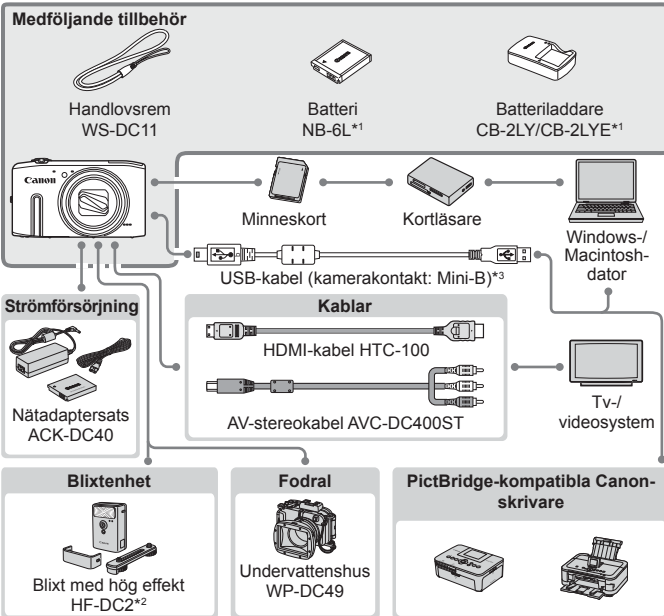 Medföljande tillbehör
Handlovsrem
WS-DC11
Batteri
NB-6L*1
Batteriladdare
CB-2LY/CB-2LYE*1
Canon
Minneskort
Kortläsare
Windows-/
Macintosh-
dator
USB-kabel (kamerakontakt: Mini-B)*3
Strömförsörjning
Nätadaptersats
ACK-DC40
Kablar
HDMI-kabel HTC-100
AV-stereokabel AVC-DC400ST
Tv-/
videosystem
Blixtenhet
Blixt med hög effekt
HF-DC2*2
Fodral
Undervattenshus
WP-DC49
PictBridge-kompatibla Canon-
skrivare